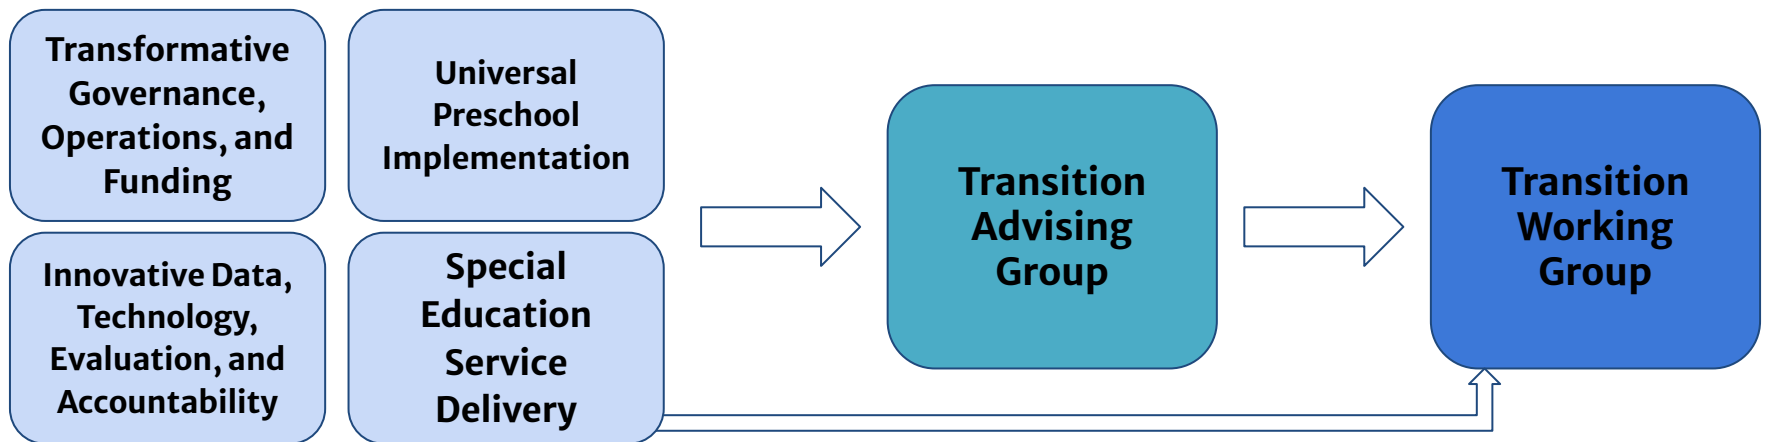 Transformative
Governance,
Operations, and
Funding
Universal
Preschool
Implementation
Innovative Data,
Technology,
Evaluation, and
Accountability
Special
Education
Service
Delivery
Transition
Advising
Group
Transition
Working
Group